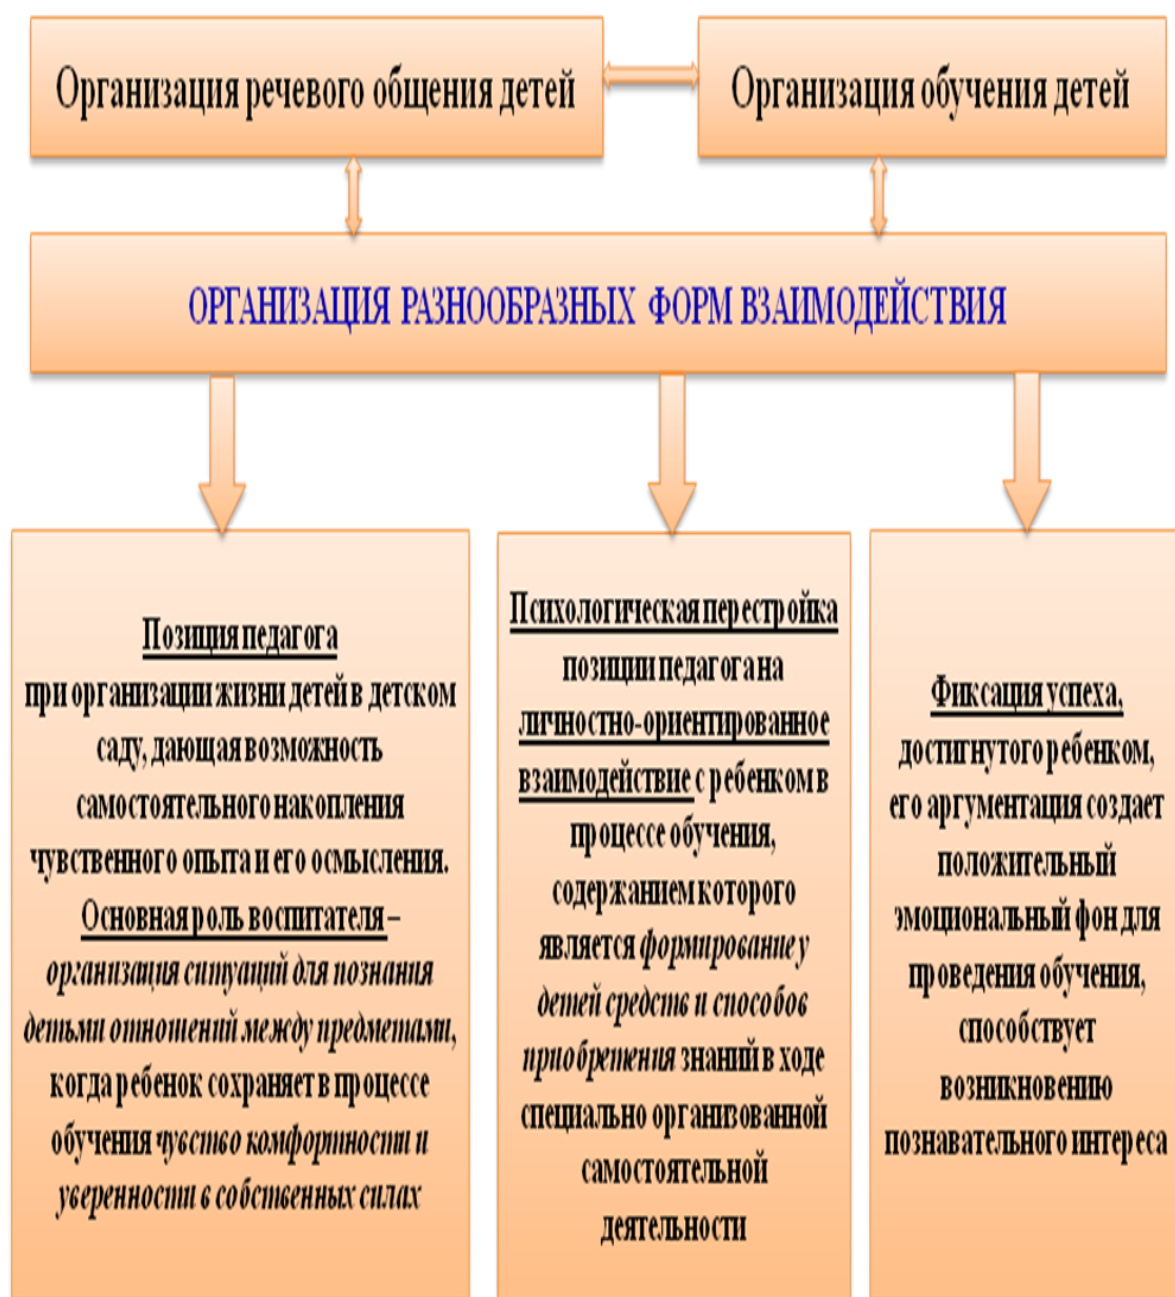 Организация речевого общения детей
Организация обучения детей
ОРГАНИЗАЦИЯ РАЗНООБРАЗНЫХ ФОРМ ВЗАИМОДЕЙСТВИЯ
Позиция педагога
при организации жизни детей в детском
саду, дающая возможность
самостоятельного накопления
чувственного опыта и его осмысления.
Основная роль воспитателя –
организация ситуаций для познания
детьми отношений между предметами,
когда ребенок сохраняет в процессе
обучения чувство комфортности и
уверенности в собственных силах
Психологическая перестройка
позиции педагога на
личностно-ориентированное
взаимодействие с ребенком в
процессе обучения,
содержанием которого
является формирование у
детей средств и способов
приобретения знаний в ходе
специально организованной
самостоятельной
деятельности
Фиксация успеха,
достигнутого ребенком,
его аргументация создает
положительный
эмоциональный фон для
проведения обучения,
способствует
возникновению
познавательного интереса